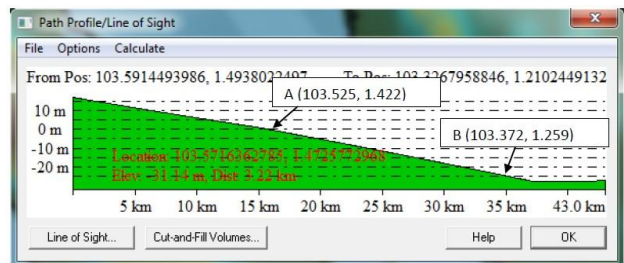 Path Profile/Line of Sight
File Options Calculate
From Pos: 103.5914493986, 1.4938022497 To Pos: 103.3267958846, 1.2102449132
A (103.525, 1.422)
10 m
0 m
B (103.372, 1.259)
-10 m
Location: 103.5716362785, 1.4725772968
-20 m
Elev: -31.14 m, Dist: 3.22 km
5 km 10 km 15 km 20 km 25 km 30 km 35 km 43.0 km
Line of Sight... Cut-and-Fill Volumes... Help OK